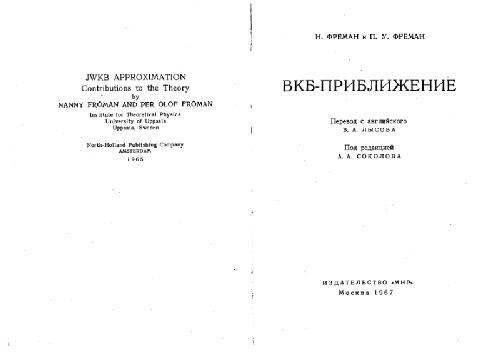 JWKB APPROXIMATION
Contributions to the Theory
by
NANNY FRÖMAN AND PER OLOF FRÖMAN
Institute for Theoretical Physics
University of Uppsala
Uppsala, Sweden
North-Holland Publishing Company
AMSTERDAM
1965
Н. ФРЕМАН и П. У. ФРЕМАН
ВКБ-ПРИБЛИЖЕНИЕ
Перевод с английского
В. А. ЛЫСОВА
Под редакцией
А. А. СОКОЛОВА
ИЗДАТЕЛЬСТВО «МИР»
Москва 1967